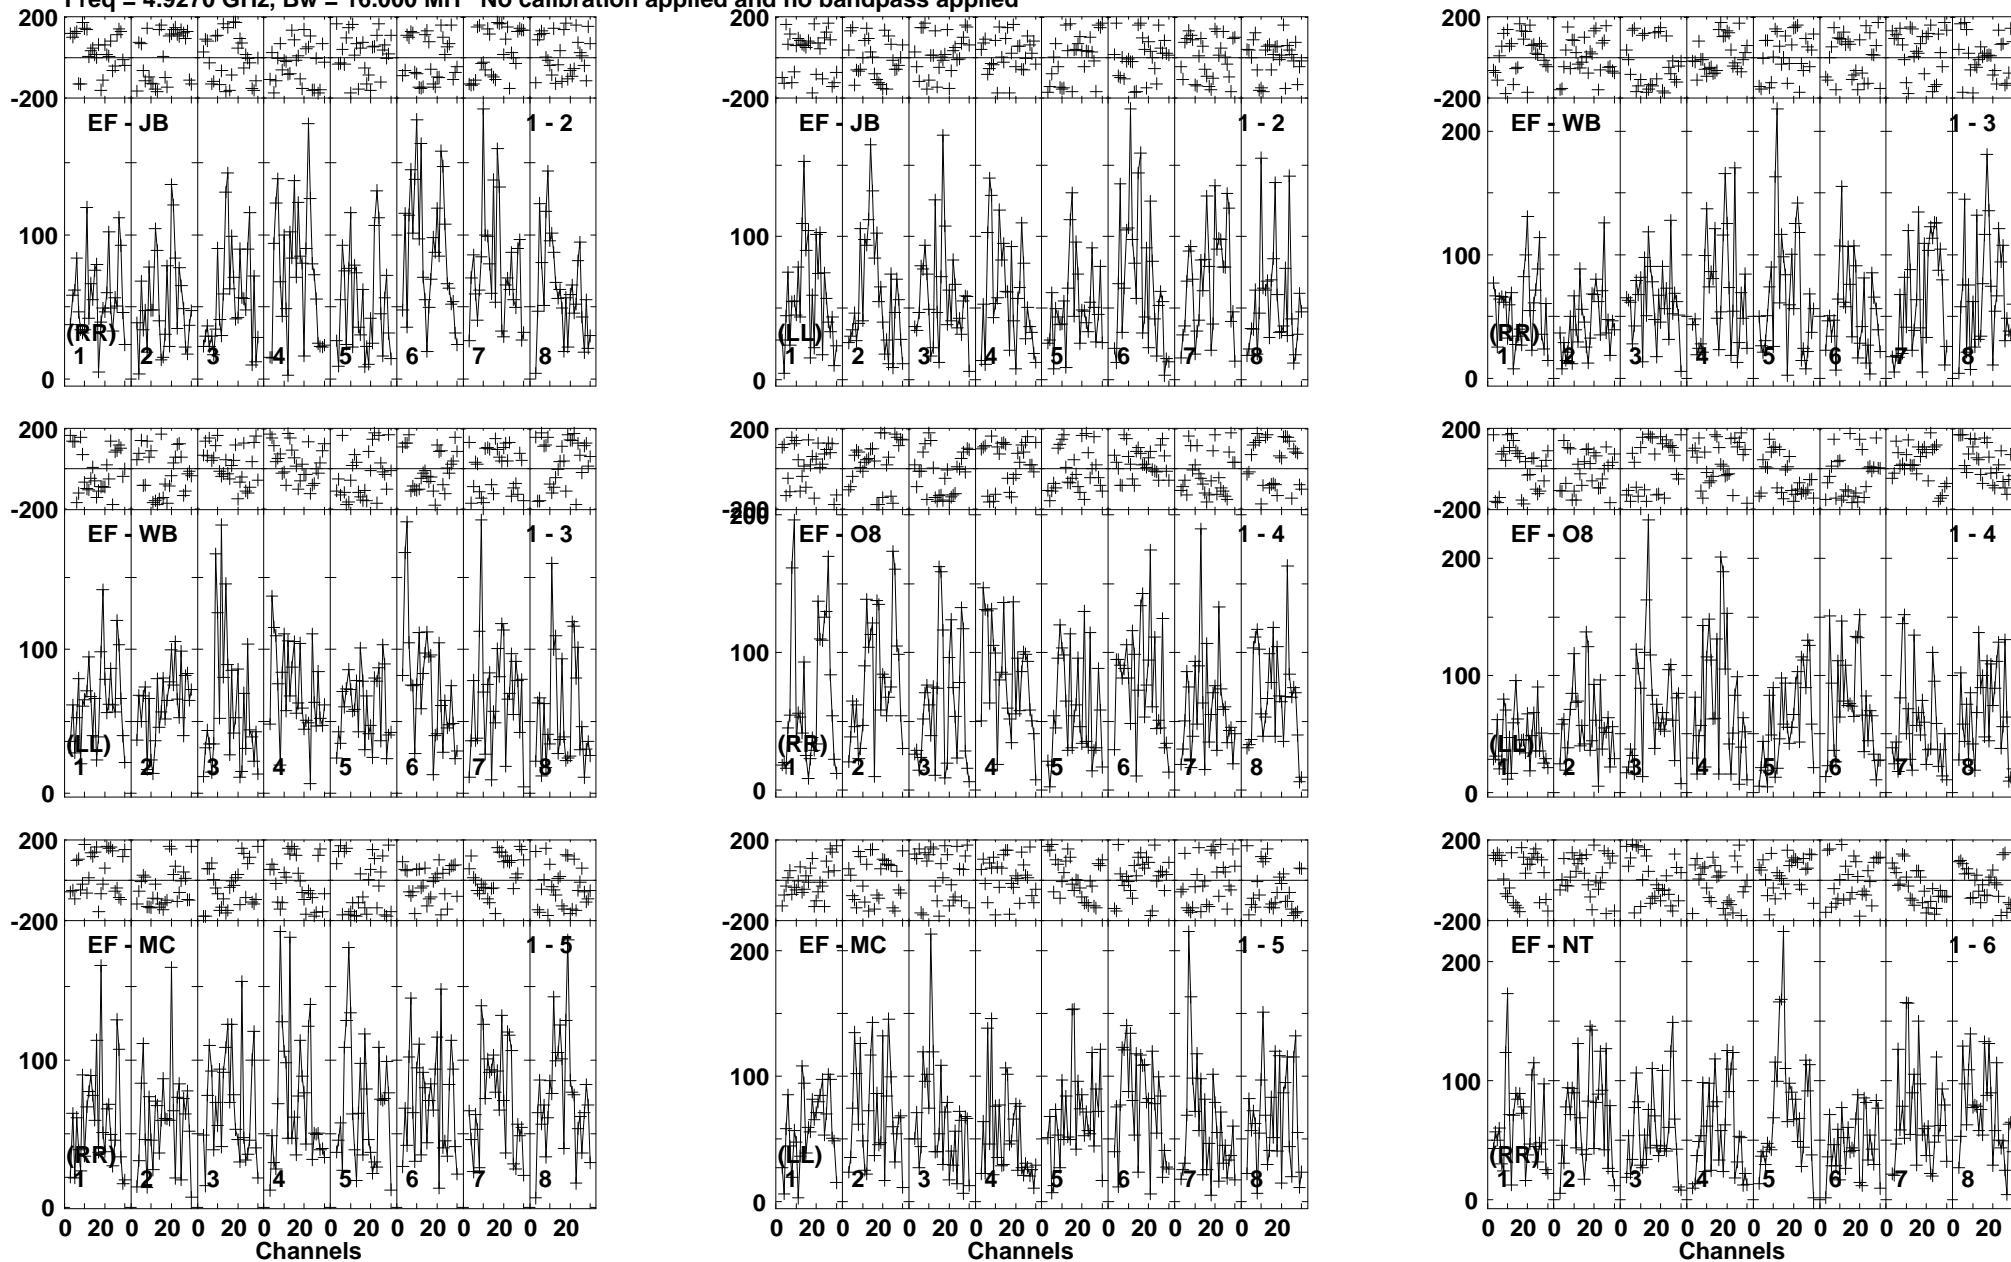 Freq = 4.9270 GHz, Bw = 16.000 MH No calibration applied and no bandpass applied
200 200 200
-200 -200 -200
EF - JB 1 - 2 EF - JB 1 - 2 EF - WB 1 - 3
200
100 100 100
(RR) (LL) (RR)
1 2 3 4 5 6 7 8 1 2 3 4 5 6 7 8 1 2 3 4 5 6 7 8
0 0 0
200 200 200
-200 -200 -200
200
EF - WB 1 - 3 EF - O8 1 - 4 EF - O8 1 - 4
200
100 100 100
(LL) (RR) (LL)
1 2 3 4 5 6 7 8 1 2 3 4 5 6 7 8 1 2 3 4 5 6 7 8
0 0 0
200 200 200
-200 -200 -200
EF - MC 1 - 5 EF - MC 1 - 5 EF - NT 1 - 6
200 200
100 100 100
(RR) (LL) (RR)
1 2 3 4 5 6 7 8 1 2 3 4 5 6 7 8 1 2 3 4 5 6 7 8
0 0 0
0 20 0 20 0 20 0 20 0 20 0 20 0 20 0 20 0 20 0 20 0 20 0 20 0 20 0 20 0 20 0 20 0 20 0 20 0 20 0 20 0 20 0 20 0 20 0 20
Channels Channels Channels